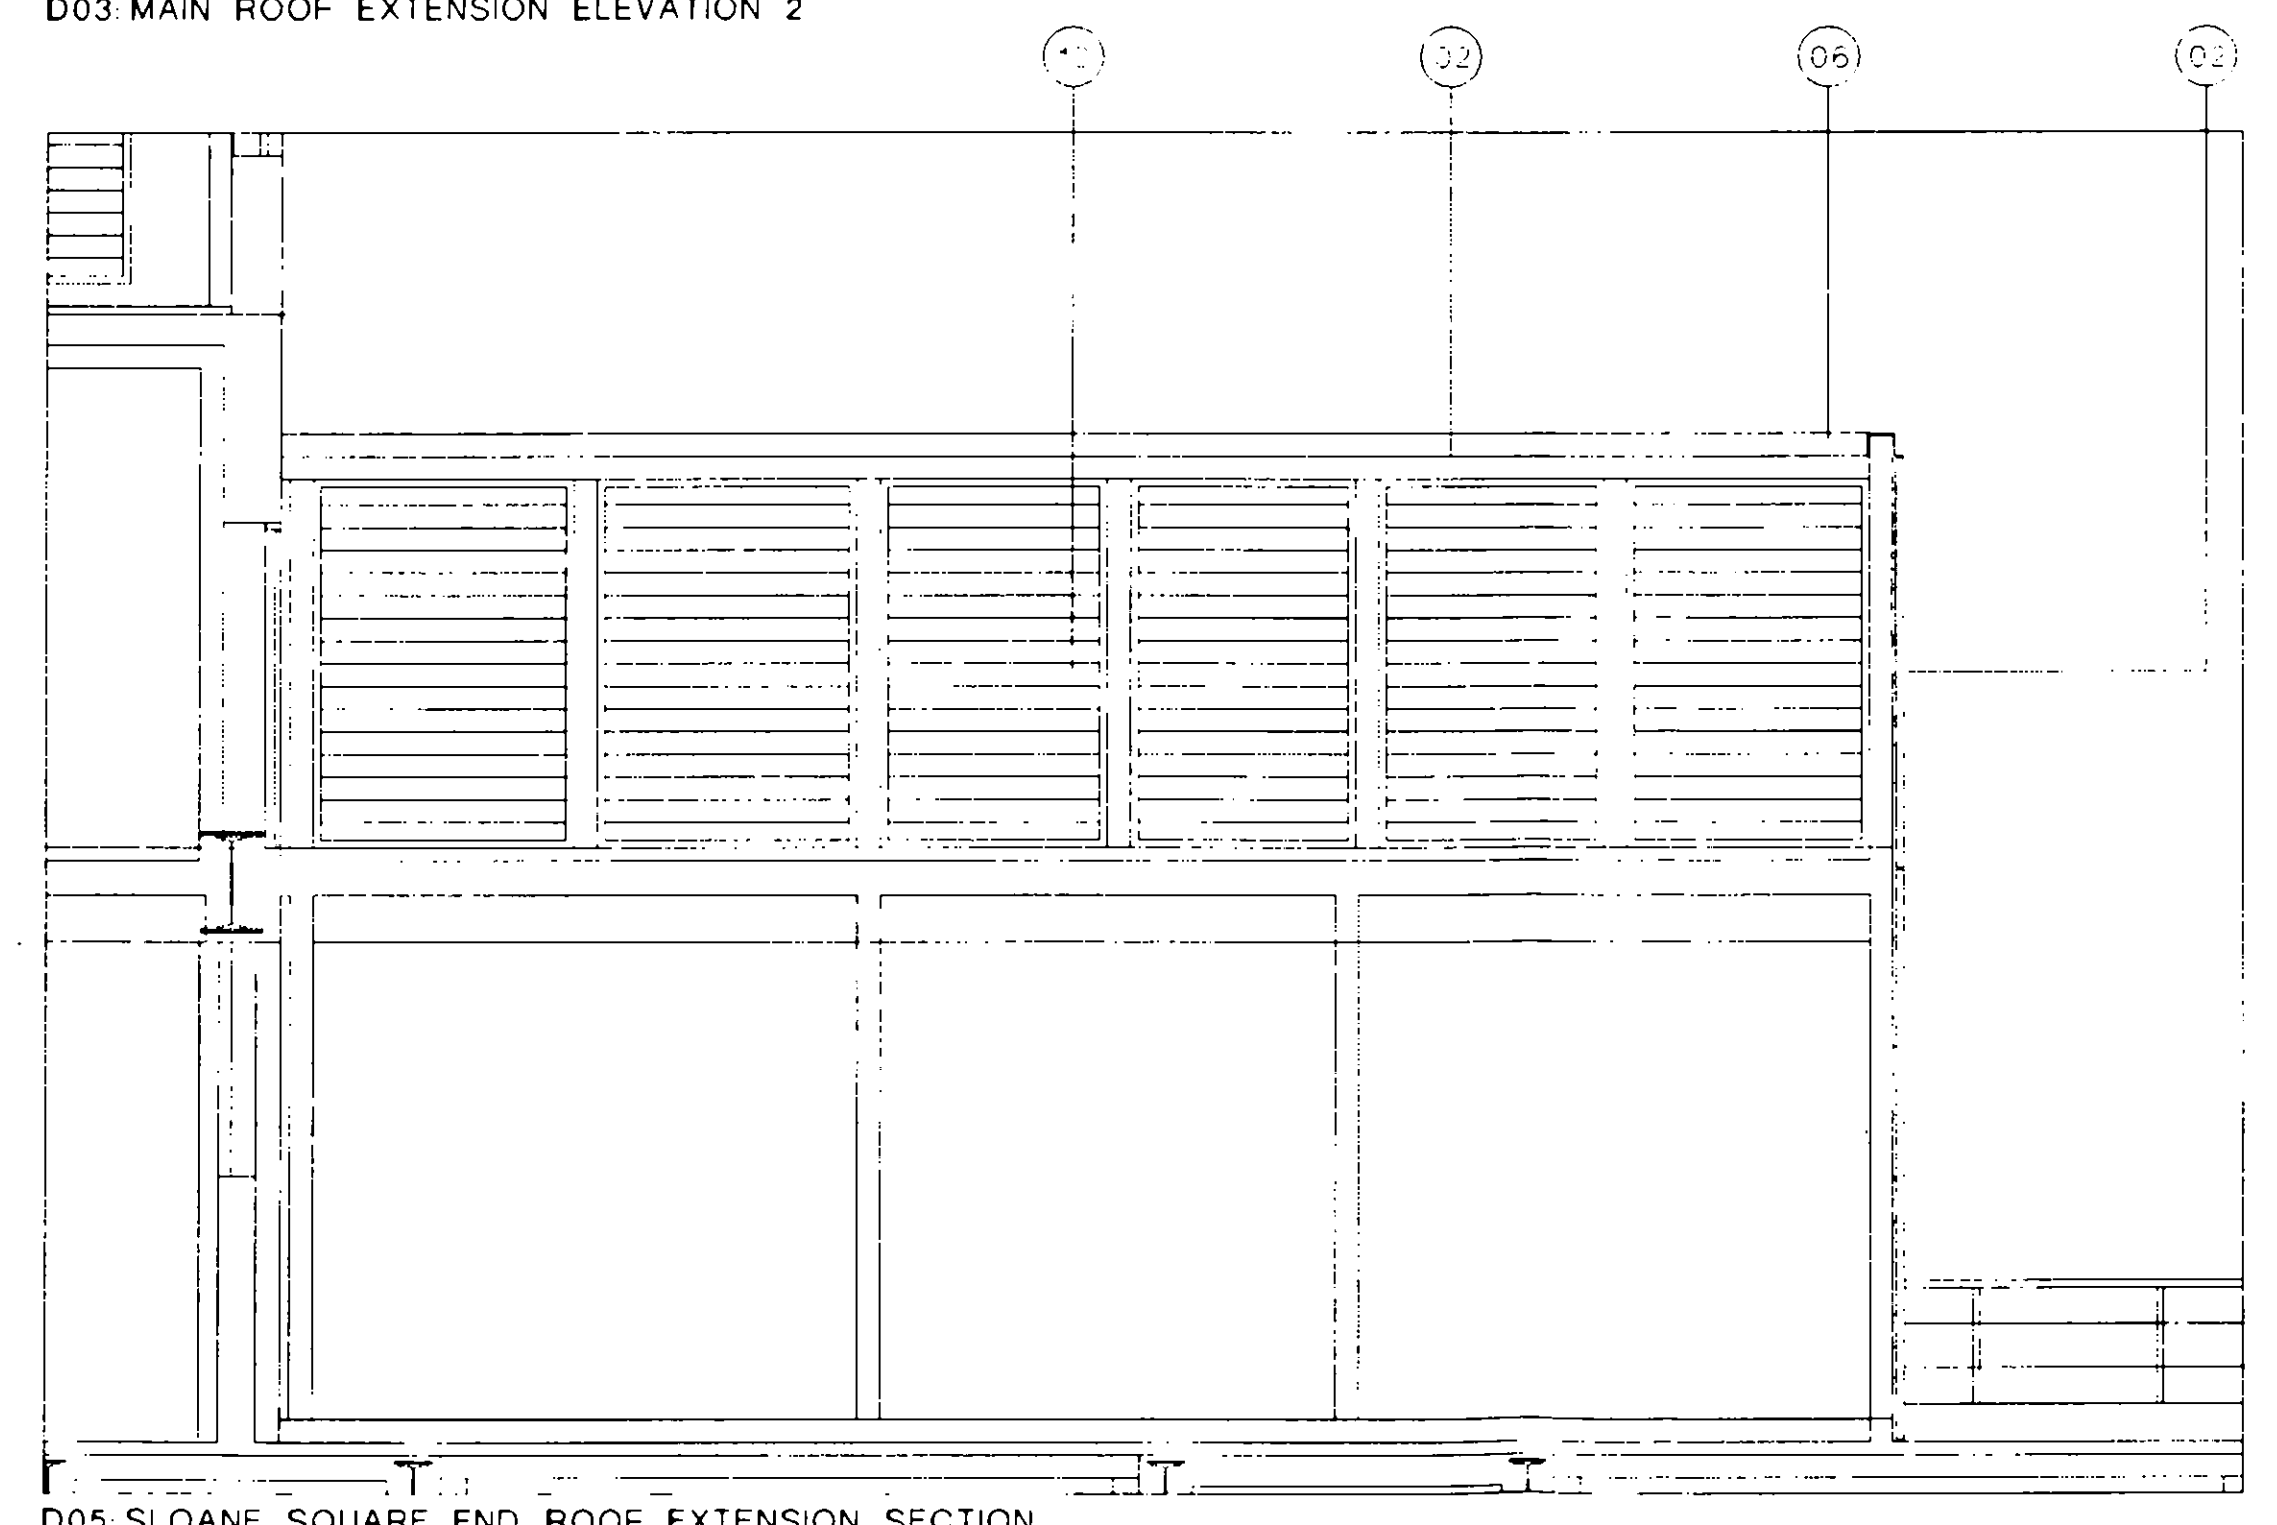 D03: MAIN ROOF EXTENSION ELEVATION 2
02 06 02
D05: SLOANE SQUARE END ROOF EXTENSION SECTION